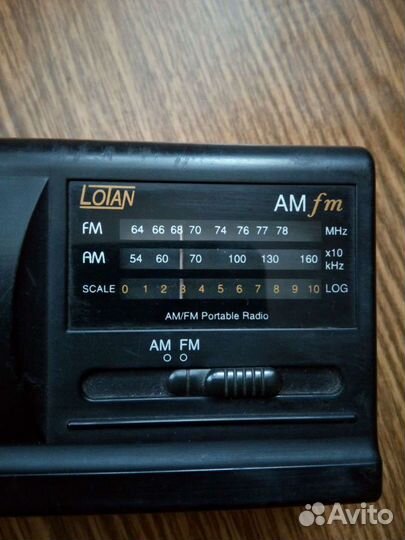 LOTAN AM fm
FM 64 66 68 70 74 76 77 78 MHz
AM 54 60 70 100 130 160 x10 kHz
SCALE 0 1 2 3 4 5 6 7 8 9 10 LOG
AM/FM Portable Radio
AM FM
Avito